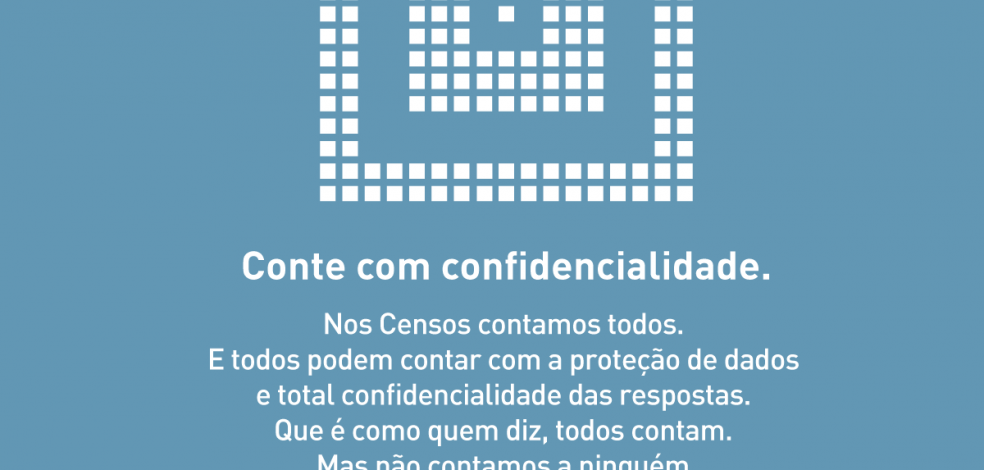 Conte com confidencialidade.
Nos Censos contamos todos.
E todos podem contar com a proteção de dados
e total confidencialidade das respostas.
Que é como quem diz, todos contam.
Mas não contamos a ninguém